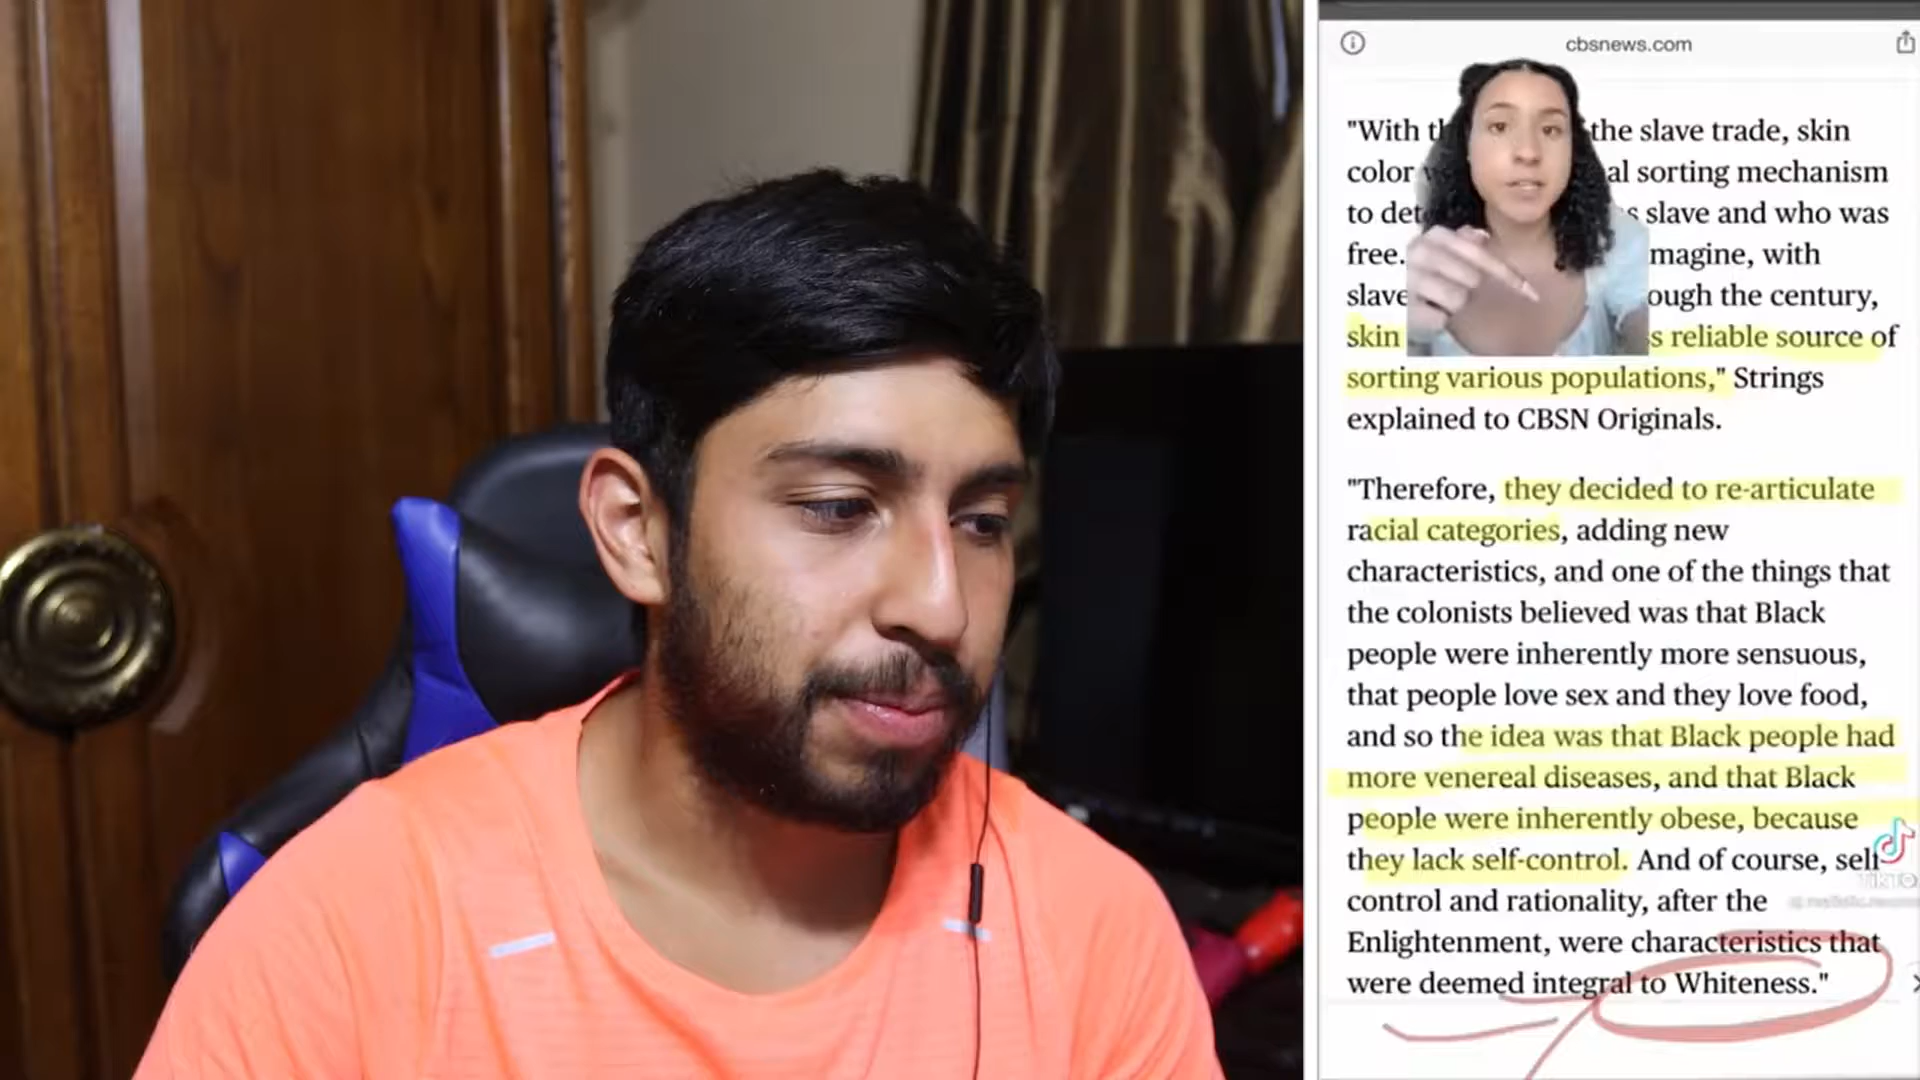 cbsnews.com
"With the slave trade, skin
color al sorting mechanism
to slave and who was
free. magine, with
slave ough the century,
skin s reliable source of
sorting various populations," Strings
explained to CBSN Originals.
"Therefore, they decided to re-articulate
racial categories, adding new
characteristics, and one of the things that
the colonists believed was that Black
people were inherently more sensuous,
that people love sex and they love food,
and so the idea was that Black people had
more venereal diseases, and that Black
people were inherently obese, because
they lack self-control. And of course, self-
control and rationality, after the
Enlightenment, were characteristics that
were deemed integral to Whiteness."
TikTok